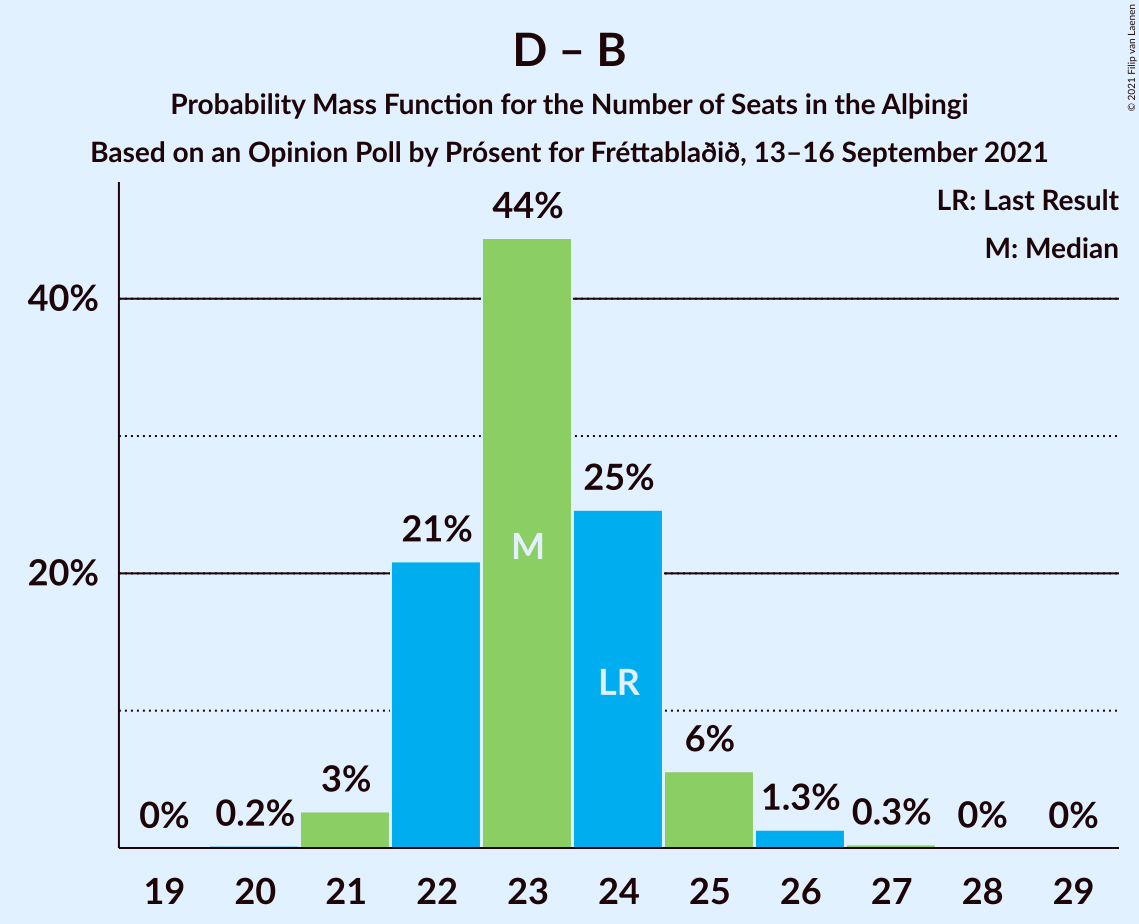 D – B
Probability Mass Function for the Number of Seats in the Alþingi
Based on an Opinion Poll by Prósent for Fréttablaðið, 13–16 September 2021
© 2021 Filip van Laenen
LR: Last Result
M: Median
44%
40%
25%
21%
M
20%
LR
6%
3%
1.3%
0% 0.2% 0.3% 0% 0%
19 20 21 22 23 24 25 26 27 28 29